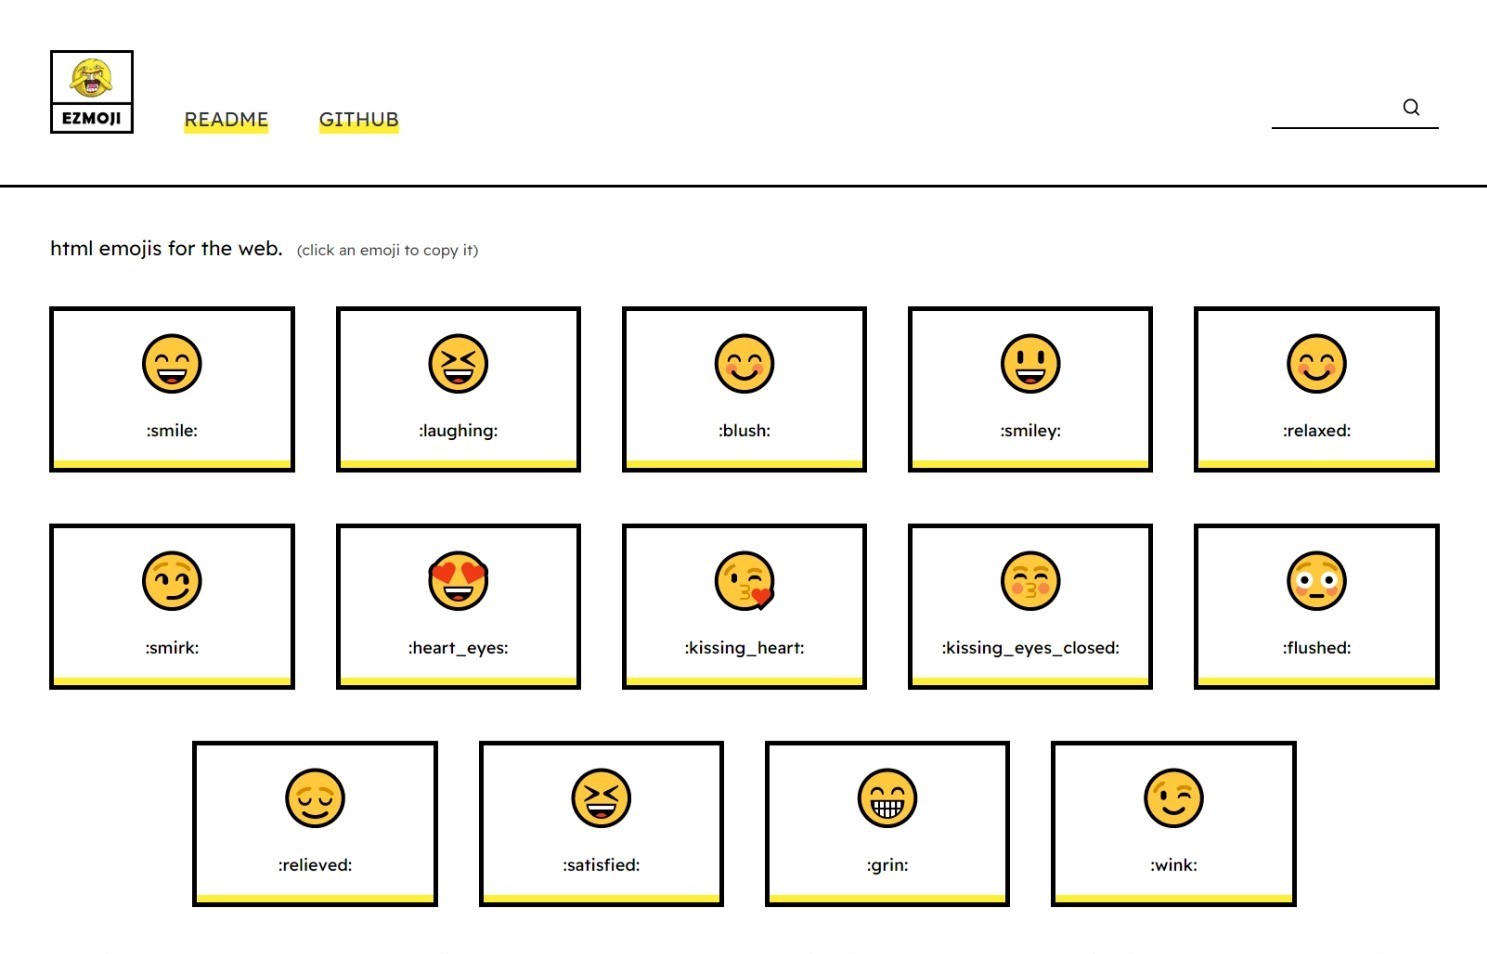 EZMOJI
README GITHUB
html emojis for the web. (click an emoji to copy it)
:smile: :laughing: :blush: :smiley: :relaxed:
:smirk: :heart_eyes: :kissing_heart: :kissing_eyes_closed: :flushed:
:relieved: :satisfied: :grin: :wink: